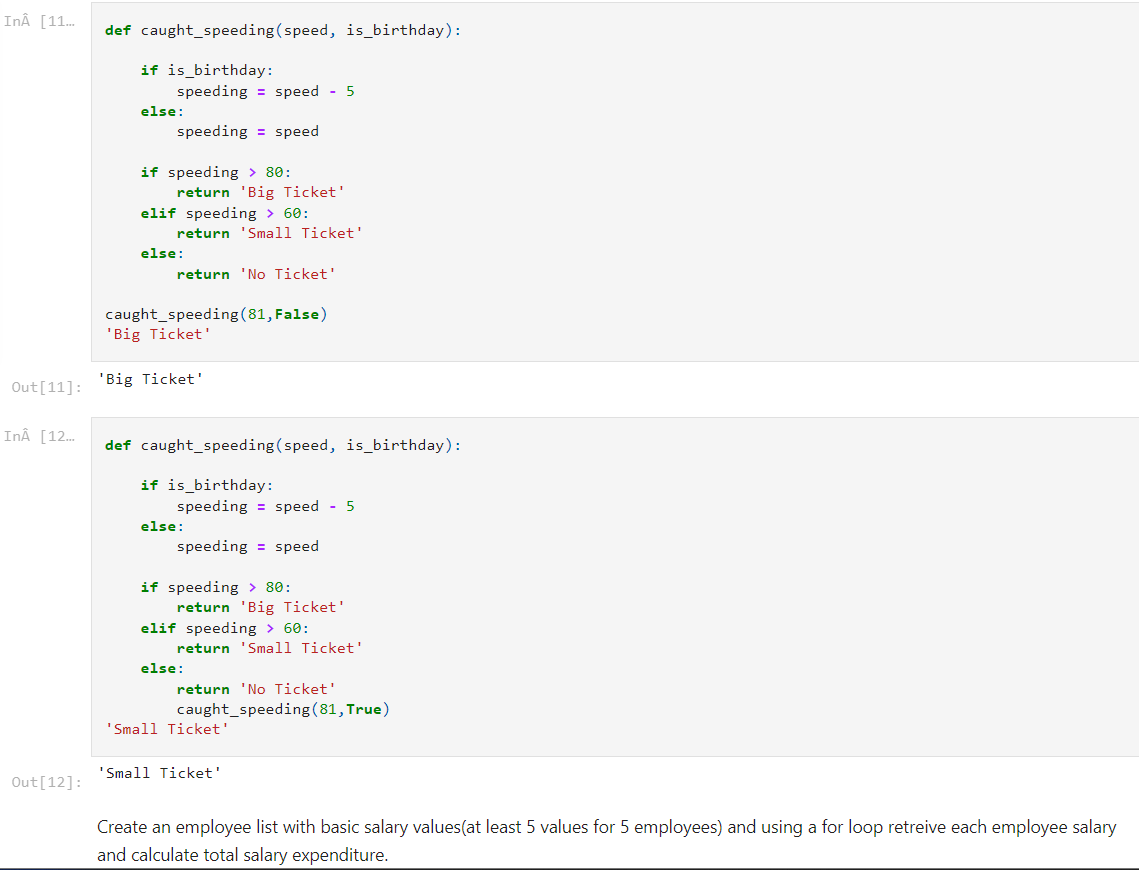 InÂ [11…
def caught_speeding(speed, is_birthday):
    if is_birthday:
        speeding = speed - 5
    else:
        speeding = speed
    if speeding > 80:
        return 'Big Ticket'
    elif speeding > 60:
        return 'Small Ticket'
    else:
        return 'No Ticket'
caught_speeding(81,False)
'Big Ticket'
Out[11]:
'Big Ticket'
InÂ [12…
def caught_speeding(speed, is_birthday):
    if is_birthday:
        speeding = speed - 5
    else:
        speeding = speed
    if speeding > 80:
        return 'Big Ticket'
    elif speeding > 60:
        return 'Small Ticket'
    else:
        return 'No Ticket'
        caught_speeding(81,True)
'Small Ticket'
Out[12]:
'Small Ticket'
Create an employee list with basic salary values(at least 5 values for 5 employees) and using a for loop retreive each employee salary
and calculate total salary expenditure.